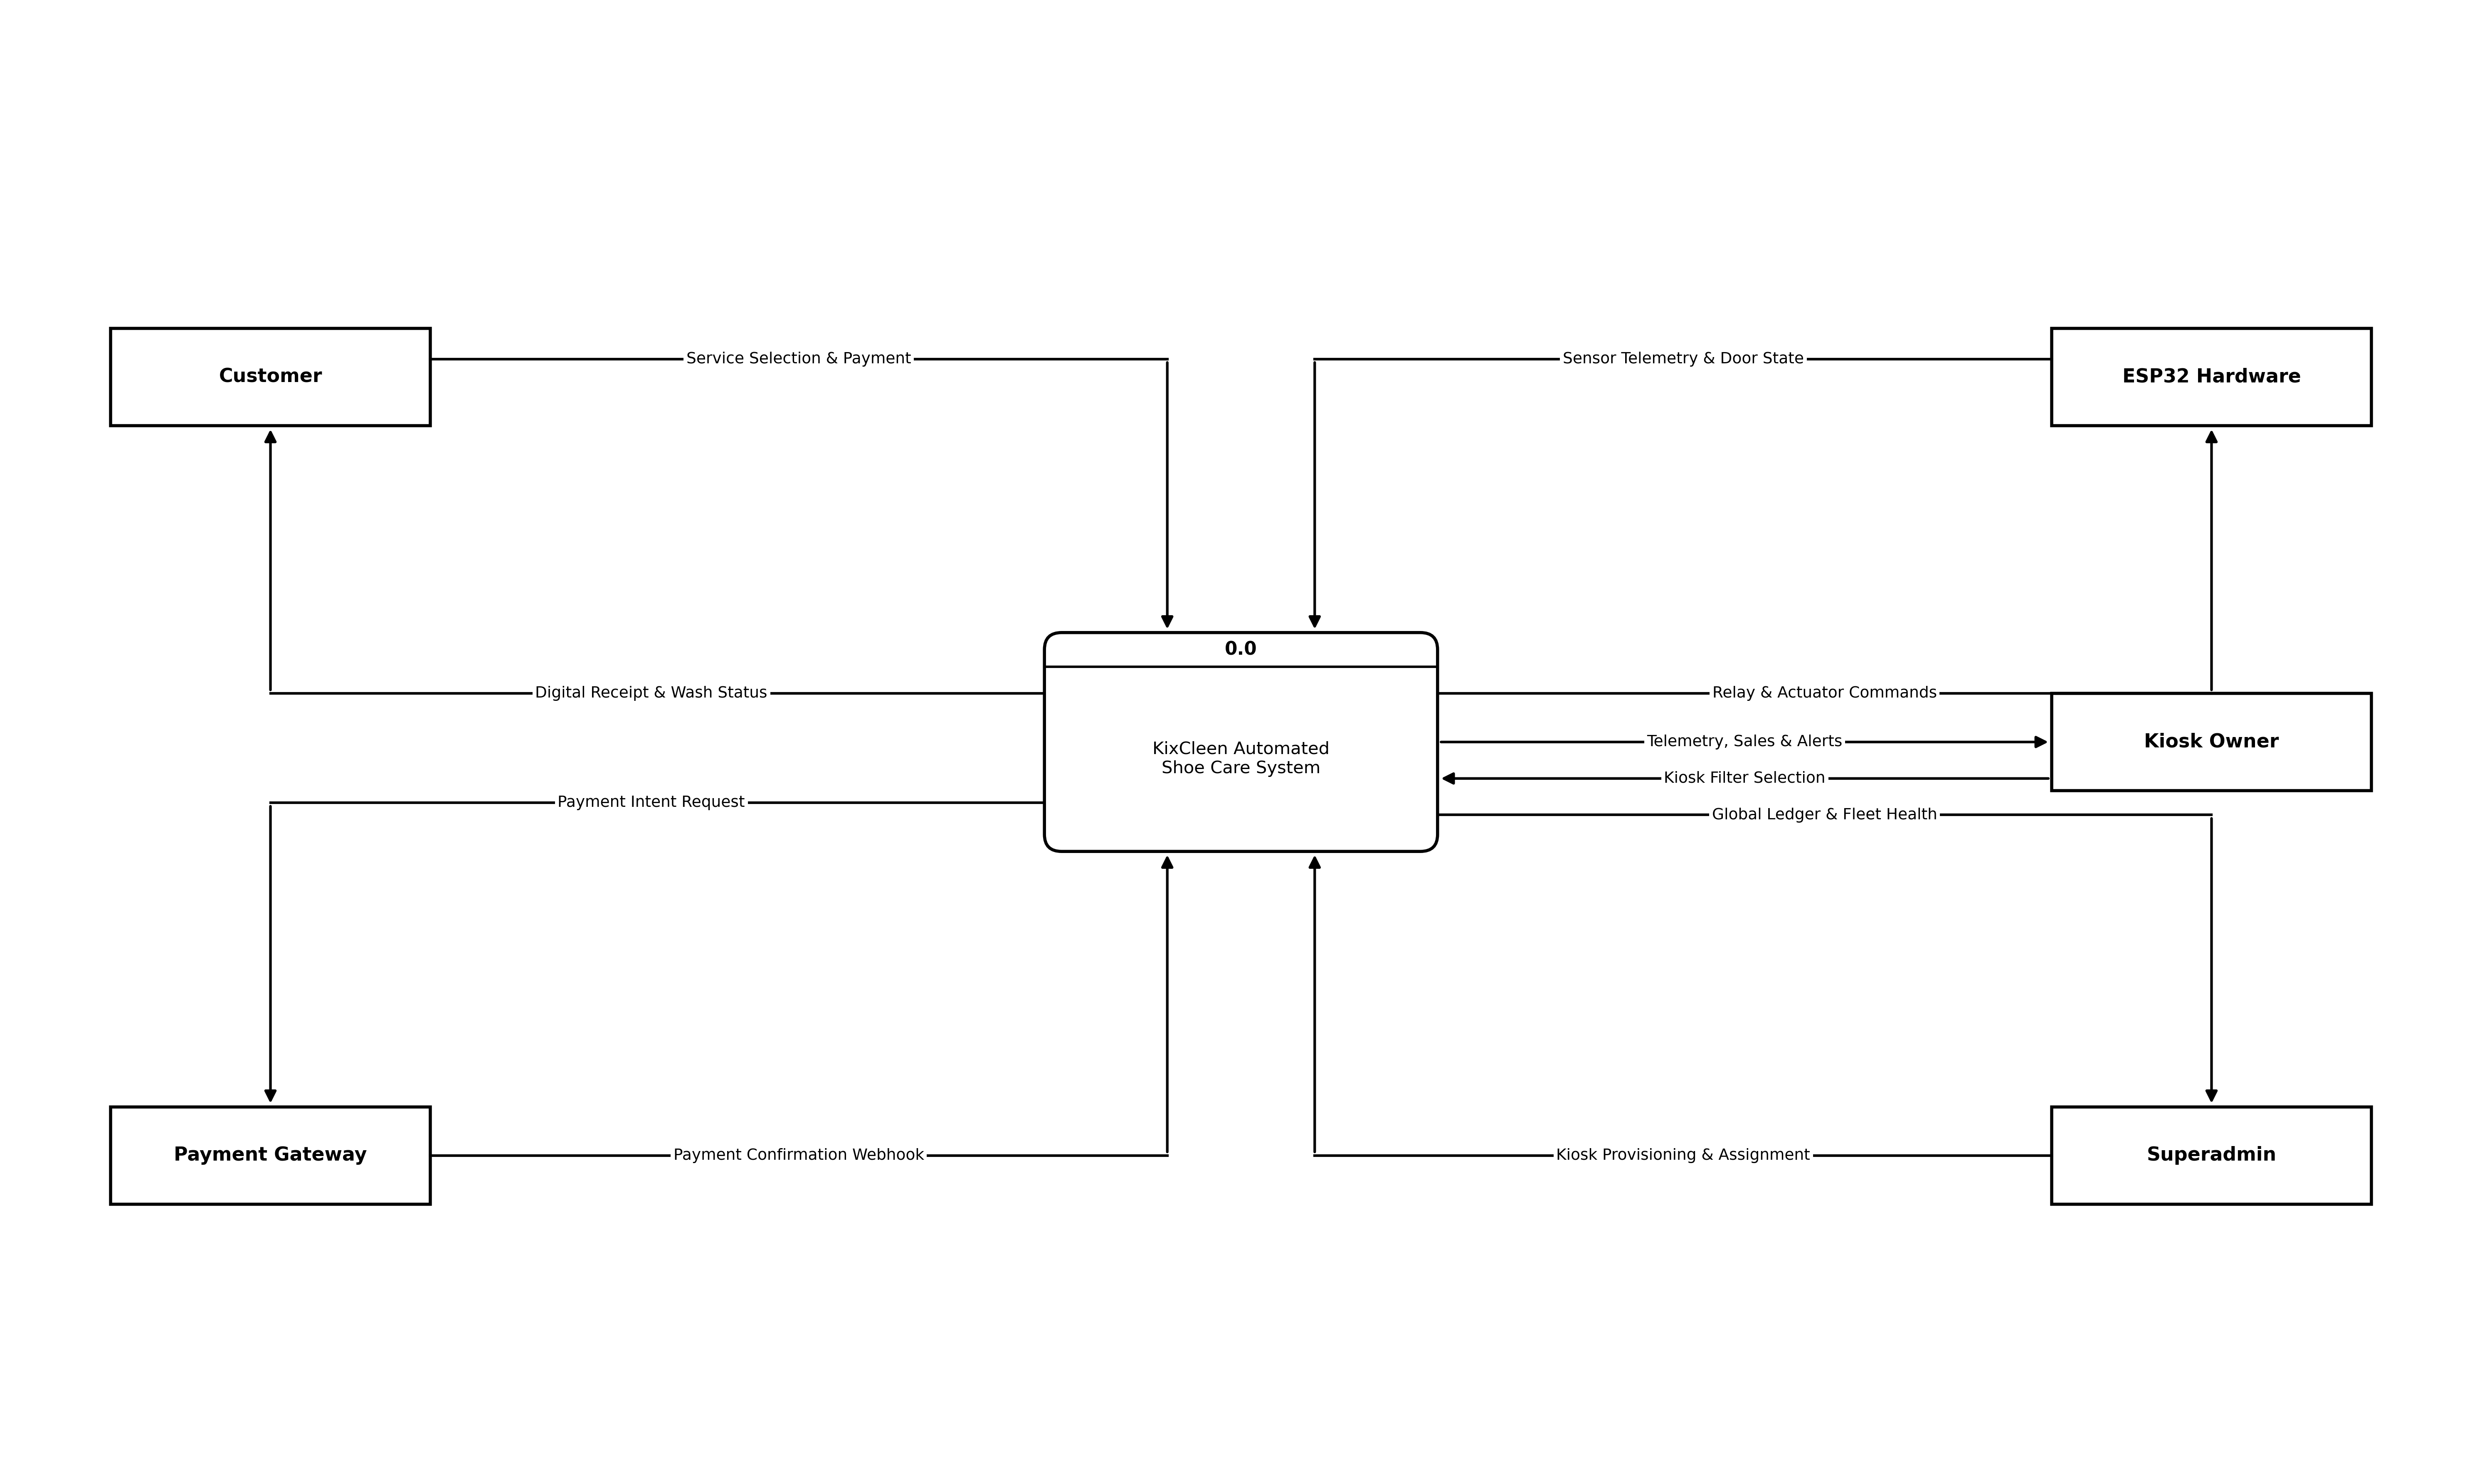 Service Selection & Payment
Sensor Telemetry & Door State
Customer
ESP32 Hardware
0.0
Digital Receipt & Wash Status
Relay & Actuator Commands
KixCleen Automated
Shoe Care System
Telemetry, Sales & Alerts
Kiosk Owner
Kiosk Filter Selection
Payment Intent Request
Global Ledger & Fleet Health
Payment Gateway
Payment Confirmation Webhook
Kiosk Provisioning & Assignment
Superadmin